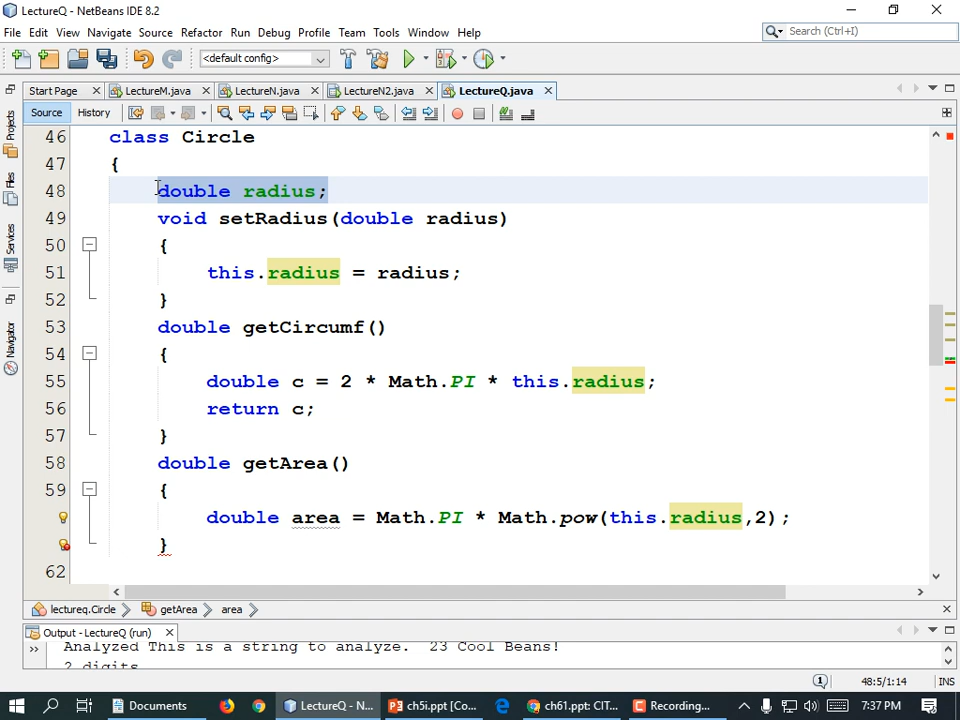 LectureQ - NetBeans IDE 8.2
File Edit View Navigate Source Refactor Run Debug Profile Team Tools Window Help
<default config>
Search (Ctrl+I)
Start Page LectureM.java LectureN.java LectureN2.java LectureQ.java
Source History
Projects
Files
Services
Navigator
46 class Circle
47 {
48 double radius;
49 void setRadius(double radius)
50 {
51 this.radius = radius;
52 }
53 double getCircumf()
54 {
55 double c = 2 * Math.PI * this.radius;
56 return c;
57 }
58 double getArea()
59 {
double area = Math.PI * Math.pow(this.radius,2);
}
62
lectureq.Circle getArea area
Output - LectureQ (run)
Analyzed This is a string to analyze.  23 Cool Beans!
2 digits
1 48:5/1:14 INS
Documents LectureQ - N... ch5i.ppt [Co... ch61.ppt: CIT... Recording... 7:37 PM